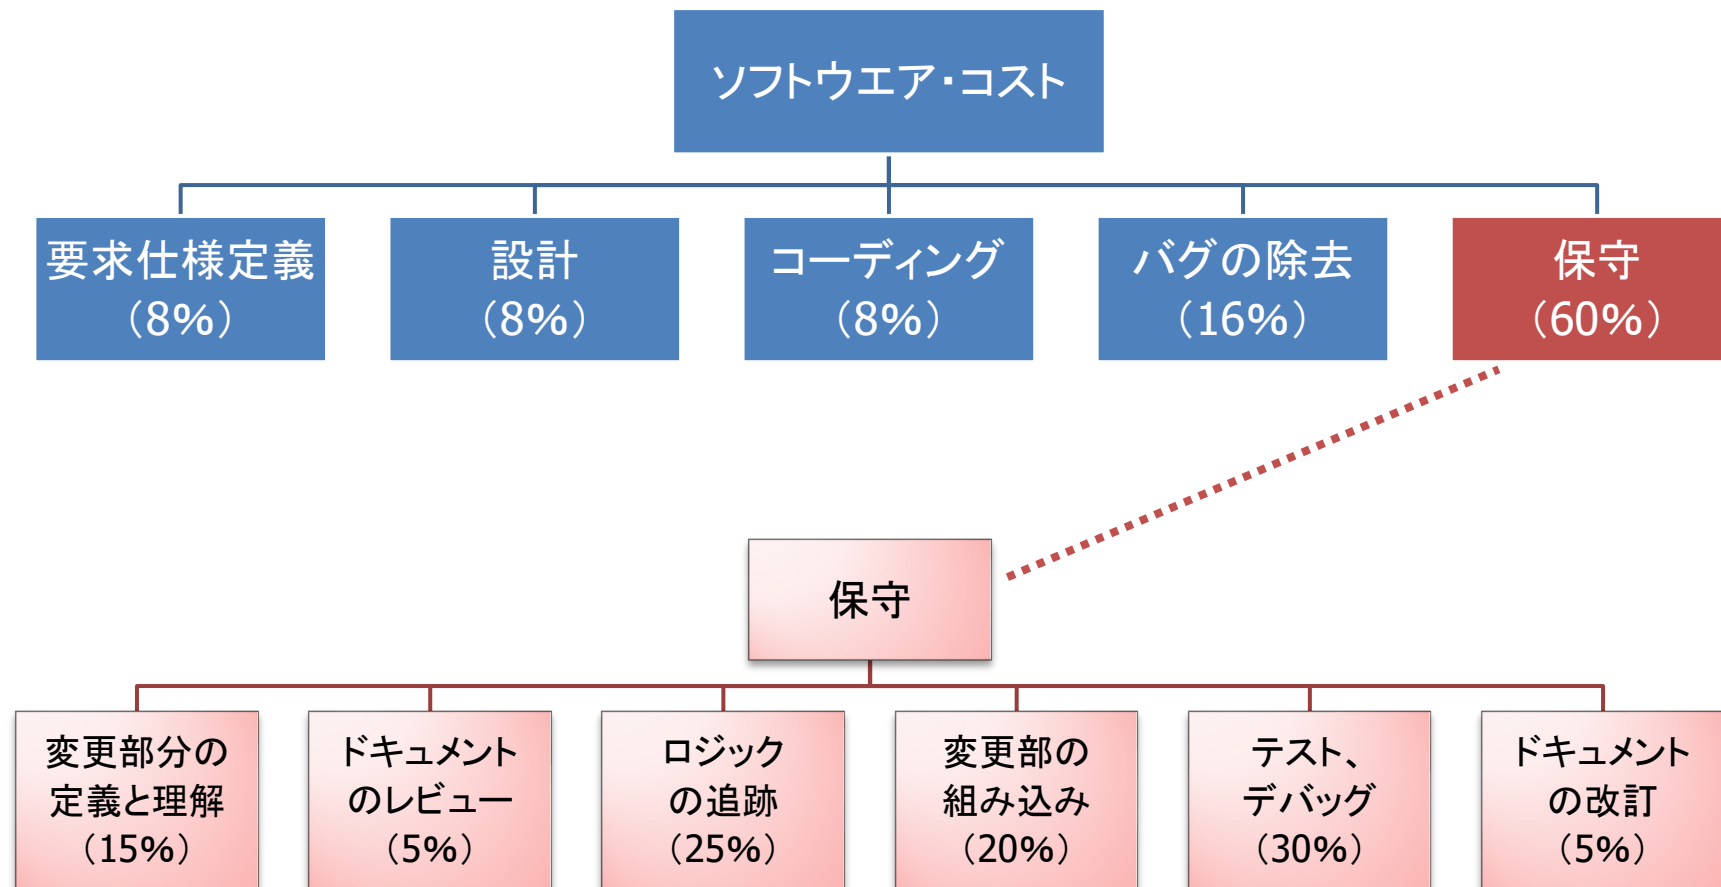 ソフトウエア・コスト
要求仕様定義
（8%）
設計
（8%）
コーディング
（8%）
バグの除去
（16%）
保守
（60%）
保守
変更部分の
定義と理解
（15%）
ドキュメント
のレビュー
（5%）
ロジック
の追跡
（25%）
変更部の
組み込み
（20%）
テスト、
デバッグ
（30%）
ドキュメント
の改訂
（5%）